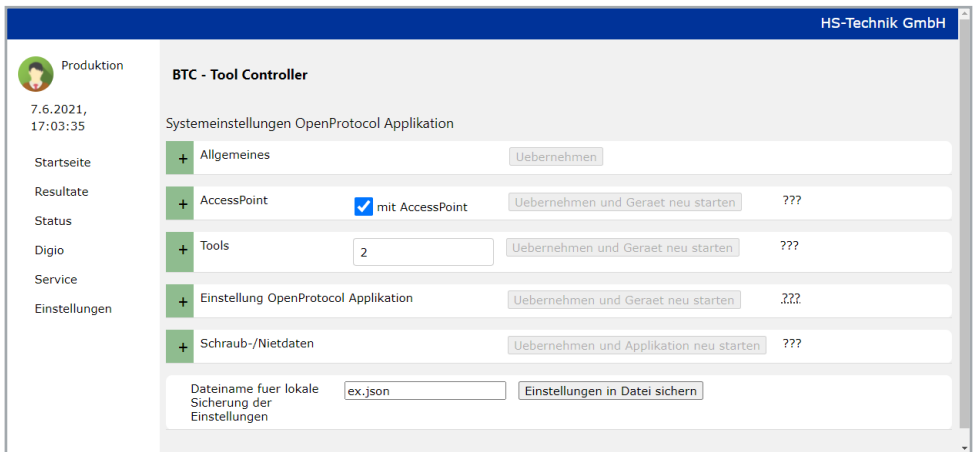 HS-Technik GmbH
Produktion
7.6.2021,
17:03:35
Startseite
Resultate
Status
Digio
Service
Einstellungen
BTC - Tool Controller
Systemeinstellungen OpenProtocol Applikation
+ Allgemeines Uebernehmen
+ AccessPoint mit AccessPoint Uebernehmen und Geraet neu starten ???
+ Tools 2 Uebernehmen und Geraet neu starten ???
+ Einstellung OpenProtocol Applikation Uebernehmen und Geraet neu starten ???
+ Schraub-/Nietdaten Uebernehmen und Applikation neu starten ???
Dateiname fuer lokale ex.json Einstellungen in Datei sichern
Sicherung der
Einstellungen